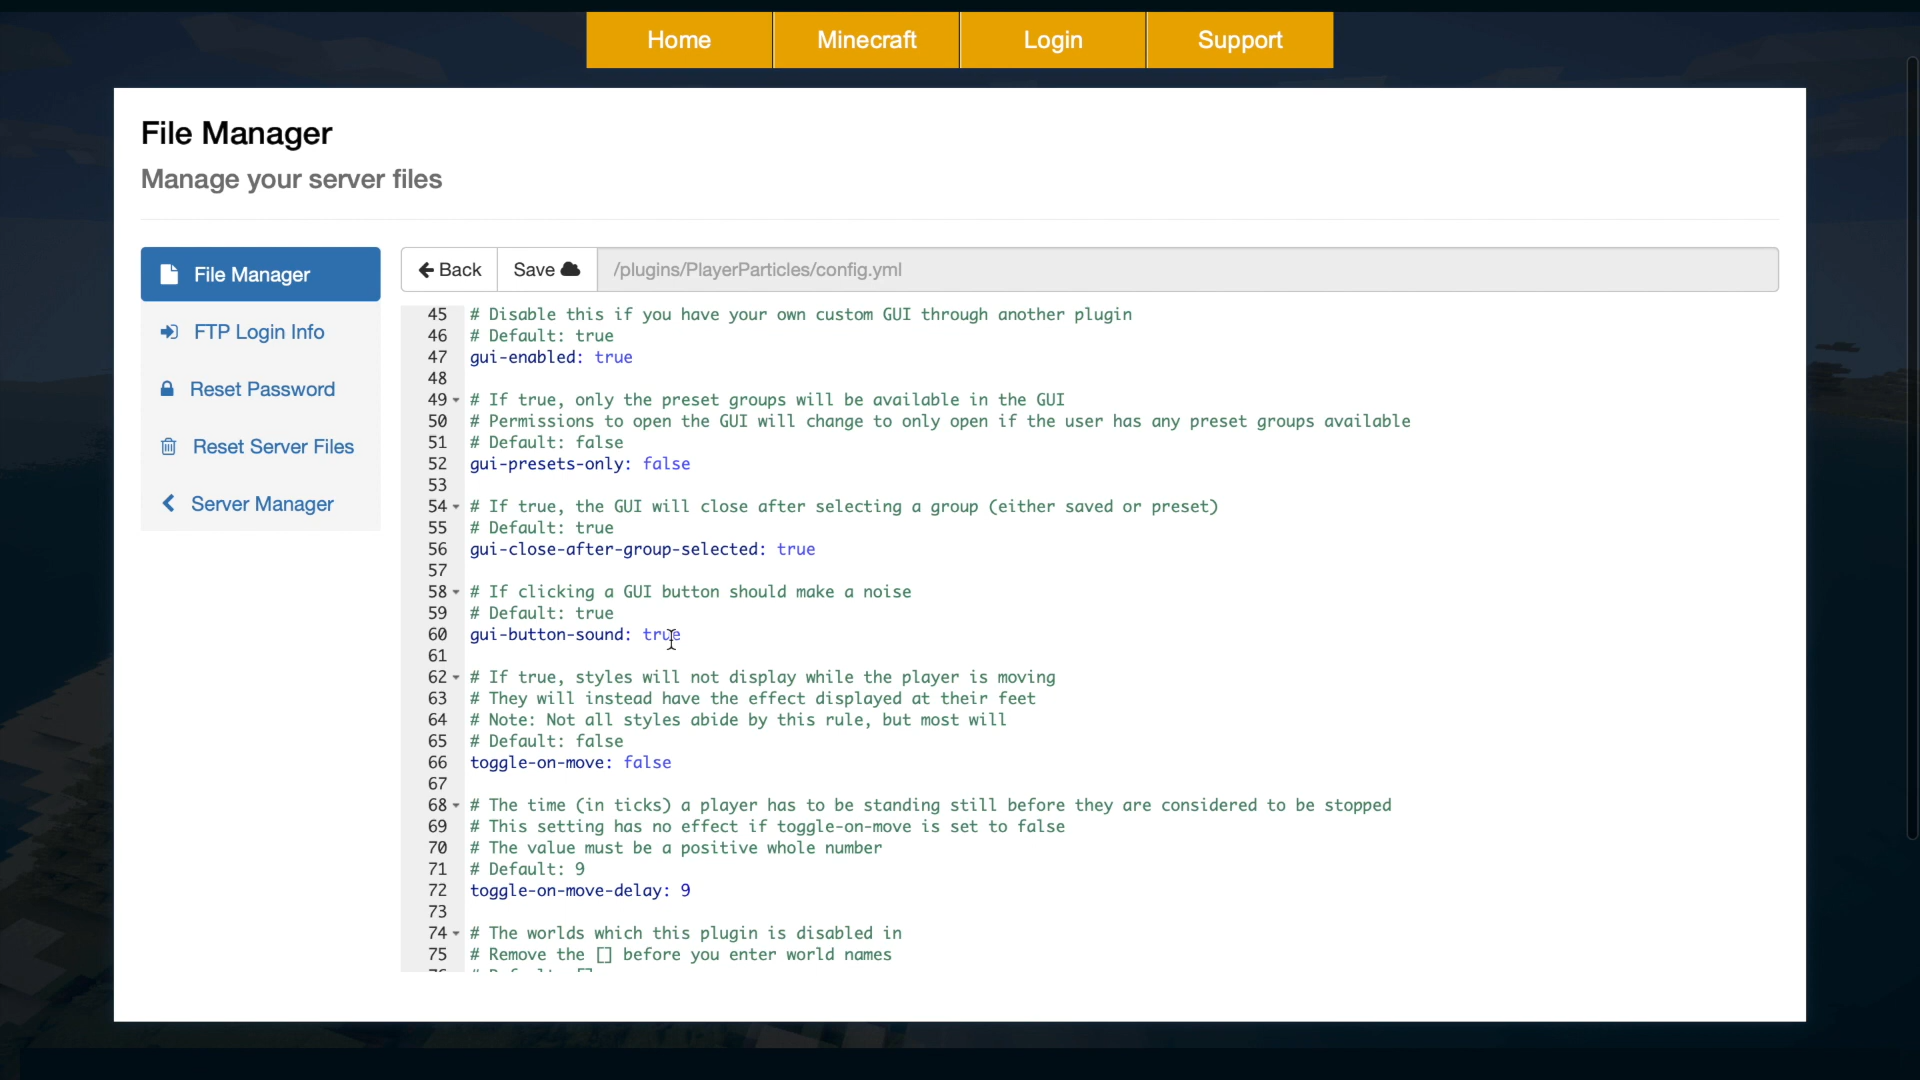 Home
Minecraft
Login
Support
File Manager
Manage your server files
File Manager
FTP Login Info
Reset Password
Reset Server Files
Server Manager
Back
Save
/plugins/PlayerParticles/config.yml
45 # Disable this if you have your own custom GUI through another plugin
46 # Default: true
47 gui-enabled: true
48
49 # If true, only the preset groups will be available in the GUI
50 # Permissions to open the GUI will change to only open if the user has any preset groups available
51 # Default: false
52 gui-presets-only: false
53
54 # If true, the GUI will close after selecting a group (either saved or preset)
55 # Default: true
56 gui-close-after-group-selected: true
57
58 # If clicking a GUI button should make a noise
59 # Default: true
60 gui-button-sound: true
61
62 # If true, styles will not display while the player is moving
63 # They will instead have the effect displayed at their feet
64 # Note: Not all styles abide by this rule, but most will
65 # Default: false
66 toggle-on-move: false
67
68 # The time (in ticks) a player has to be standing still before they are considered to be stopped
69 # This setting has no effect if toggle-on-move is set to false
70 # The value must be a positive whole number
71 # Default: 9
72 toggle-on-move-delay: 9
73
74 # The worlds which this plugin is disabled in
75 # Remove the [] before you enter world names